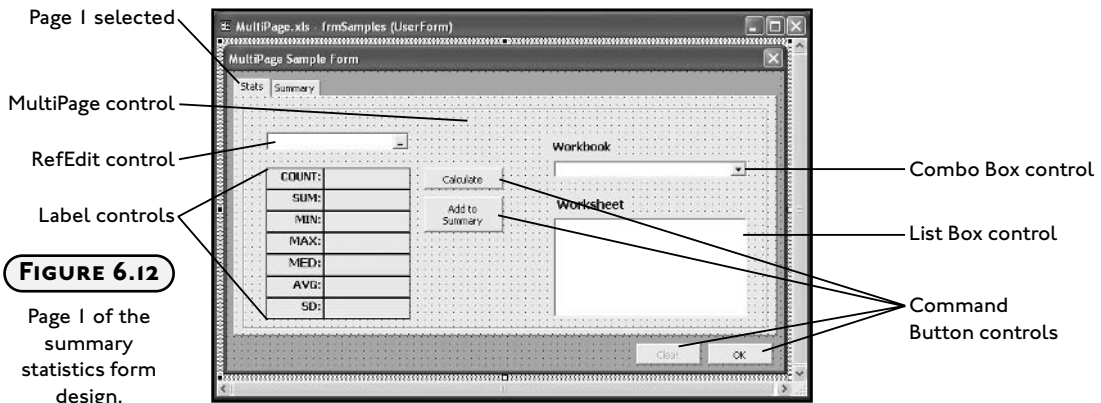 Page 1 selected
MultiPage control
RefEdit control
Label controls
FIGURE 6.12
Page 1 of the
summary
statistics form
design.
MultiPage.xls - frmSamples (UserForm)
MultiPage Sample Form
Stats Summary
COUNT:
SUM:
MIN:
MAX:
MED:
AVG:
SD:
Calculate
Add to
Summary
Workbook
Worksheet
Clear OK
Combo Box control
List Box control
Command
Button controls